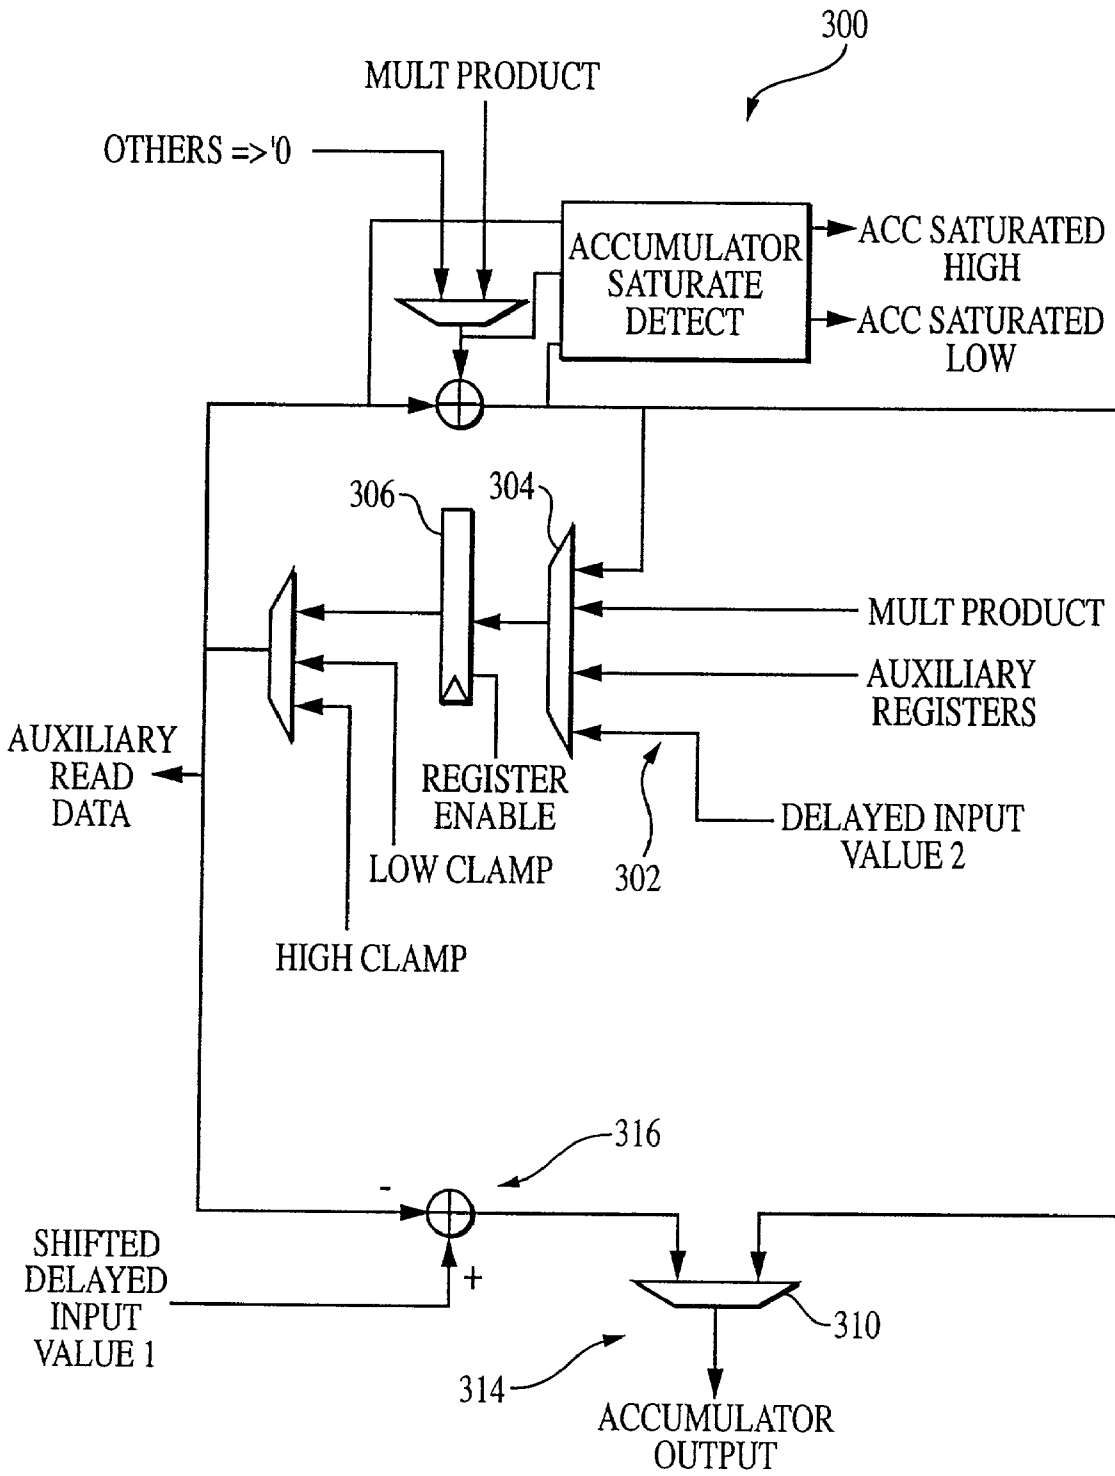 300
MULT PRODUCT
OTHERS =>'0
ACCUMULATOR
SATURATE
DETECT
ACC SATURATED
HIGH
ACC SATURATED
LOW
306
304
MULT PRODUCT
AUXILIARY
REGISTERS
AUXILIARY
READ
DATA
REGISTER
ENABLE
DELAYED INPUT
VALUE 2
302
LOW CLAMP
HIGH CLAMP
316
-
+
SHIFTED
DELAYED
INPUT
VALUE 1
310
314
ACCUMULATOR
OUTPUT